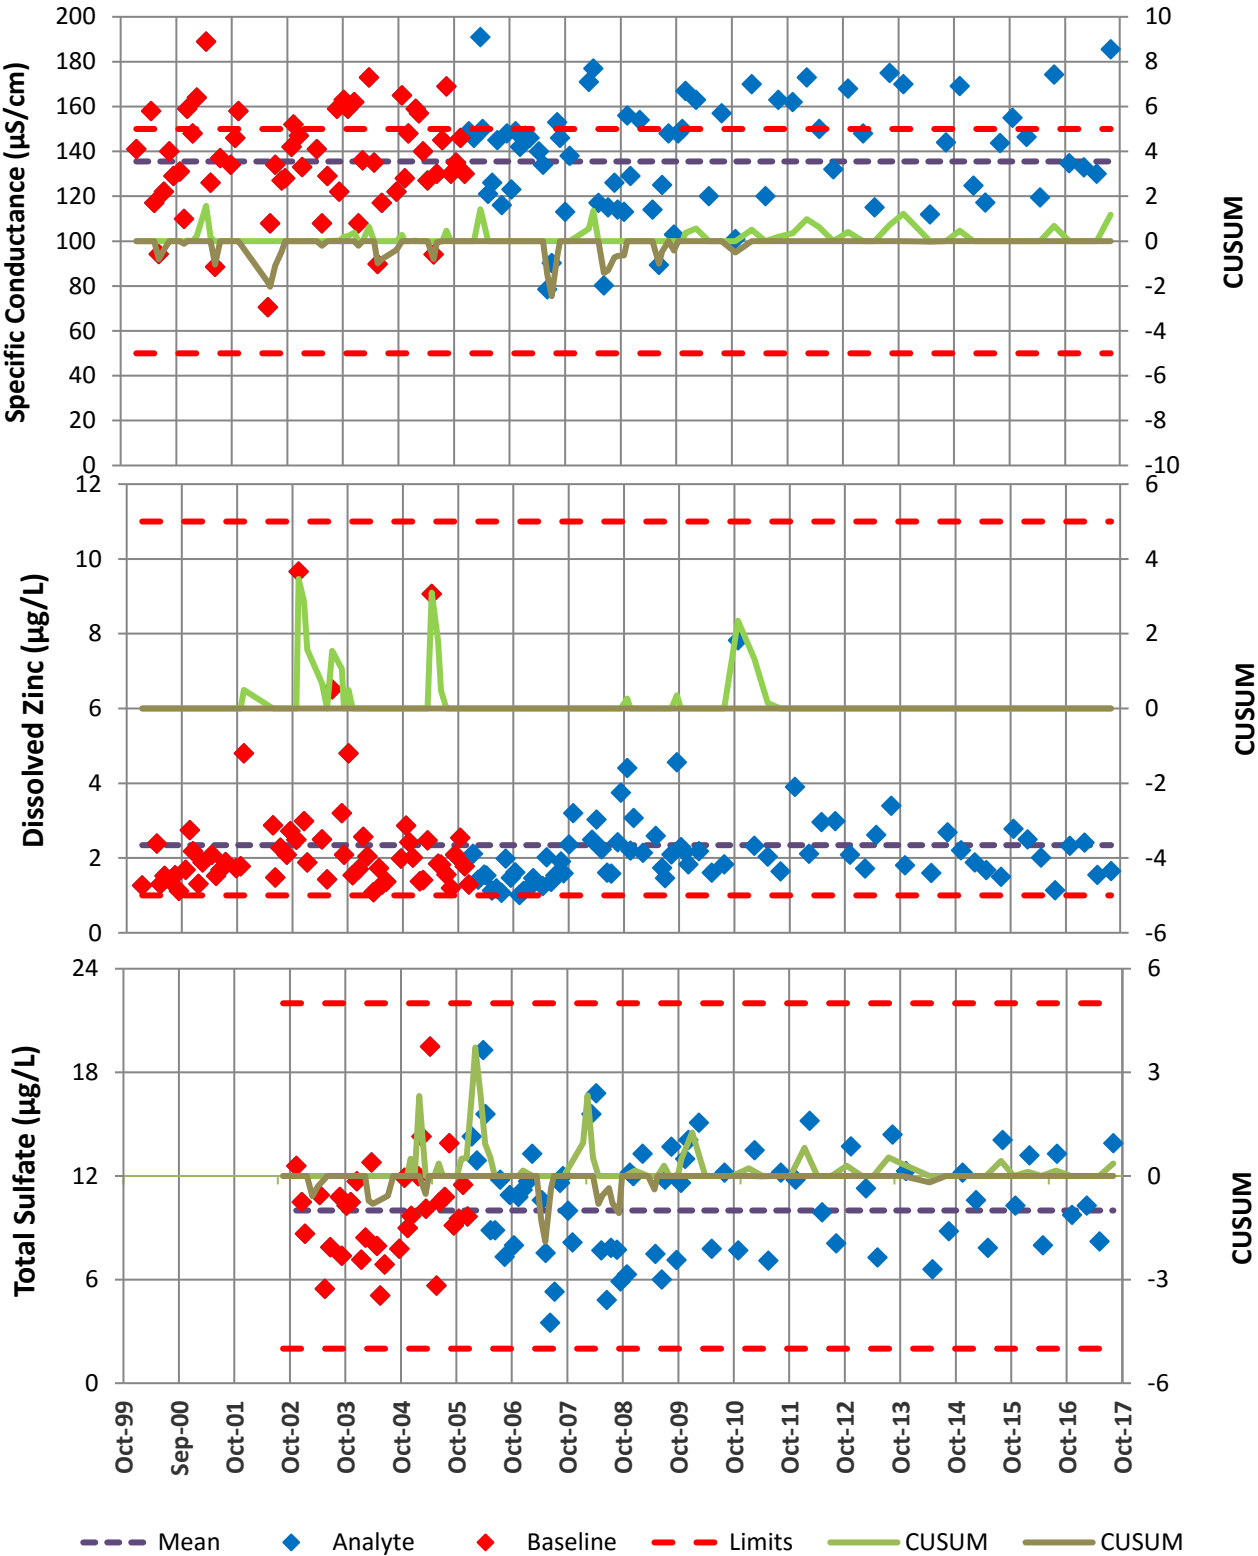 Specific Conductance (µS/cm)
200
180
160
140
120
100
80
60
40
20
0
10
8
6
4
2
0
-2
-4
-6
-8
-10
CUSUM
Dissolved Zinc (µg/L)
12
10
8
6
4
2
0
6
4
2
0
-2
-4
-6
CUSUM
Total Sulfate (µg/L)
24
18
12
6
0
6
3
0
-3
-6
CUSUM
Oct-99
Sep-00
Oct-01
Oct-02
Oct-03
Oct-04
Oct-05
Oct-06
Oct-07
Oct-08
Oct-09
Oct-10
Oct-11
Oct-12
Oct-13
Oct-14
Oct-15
Oct-16
Oct-17
Mean Analyte Baseline Limits CUSUM CUSUM